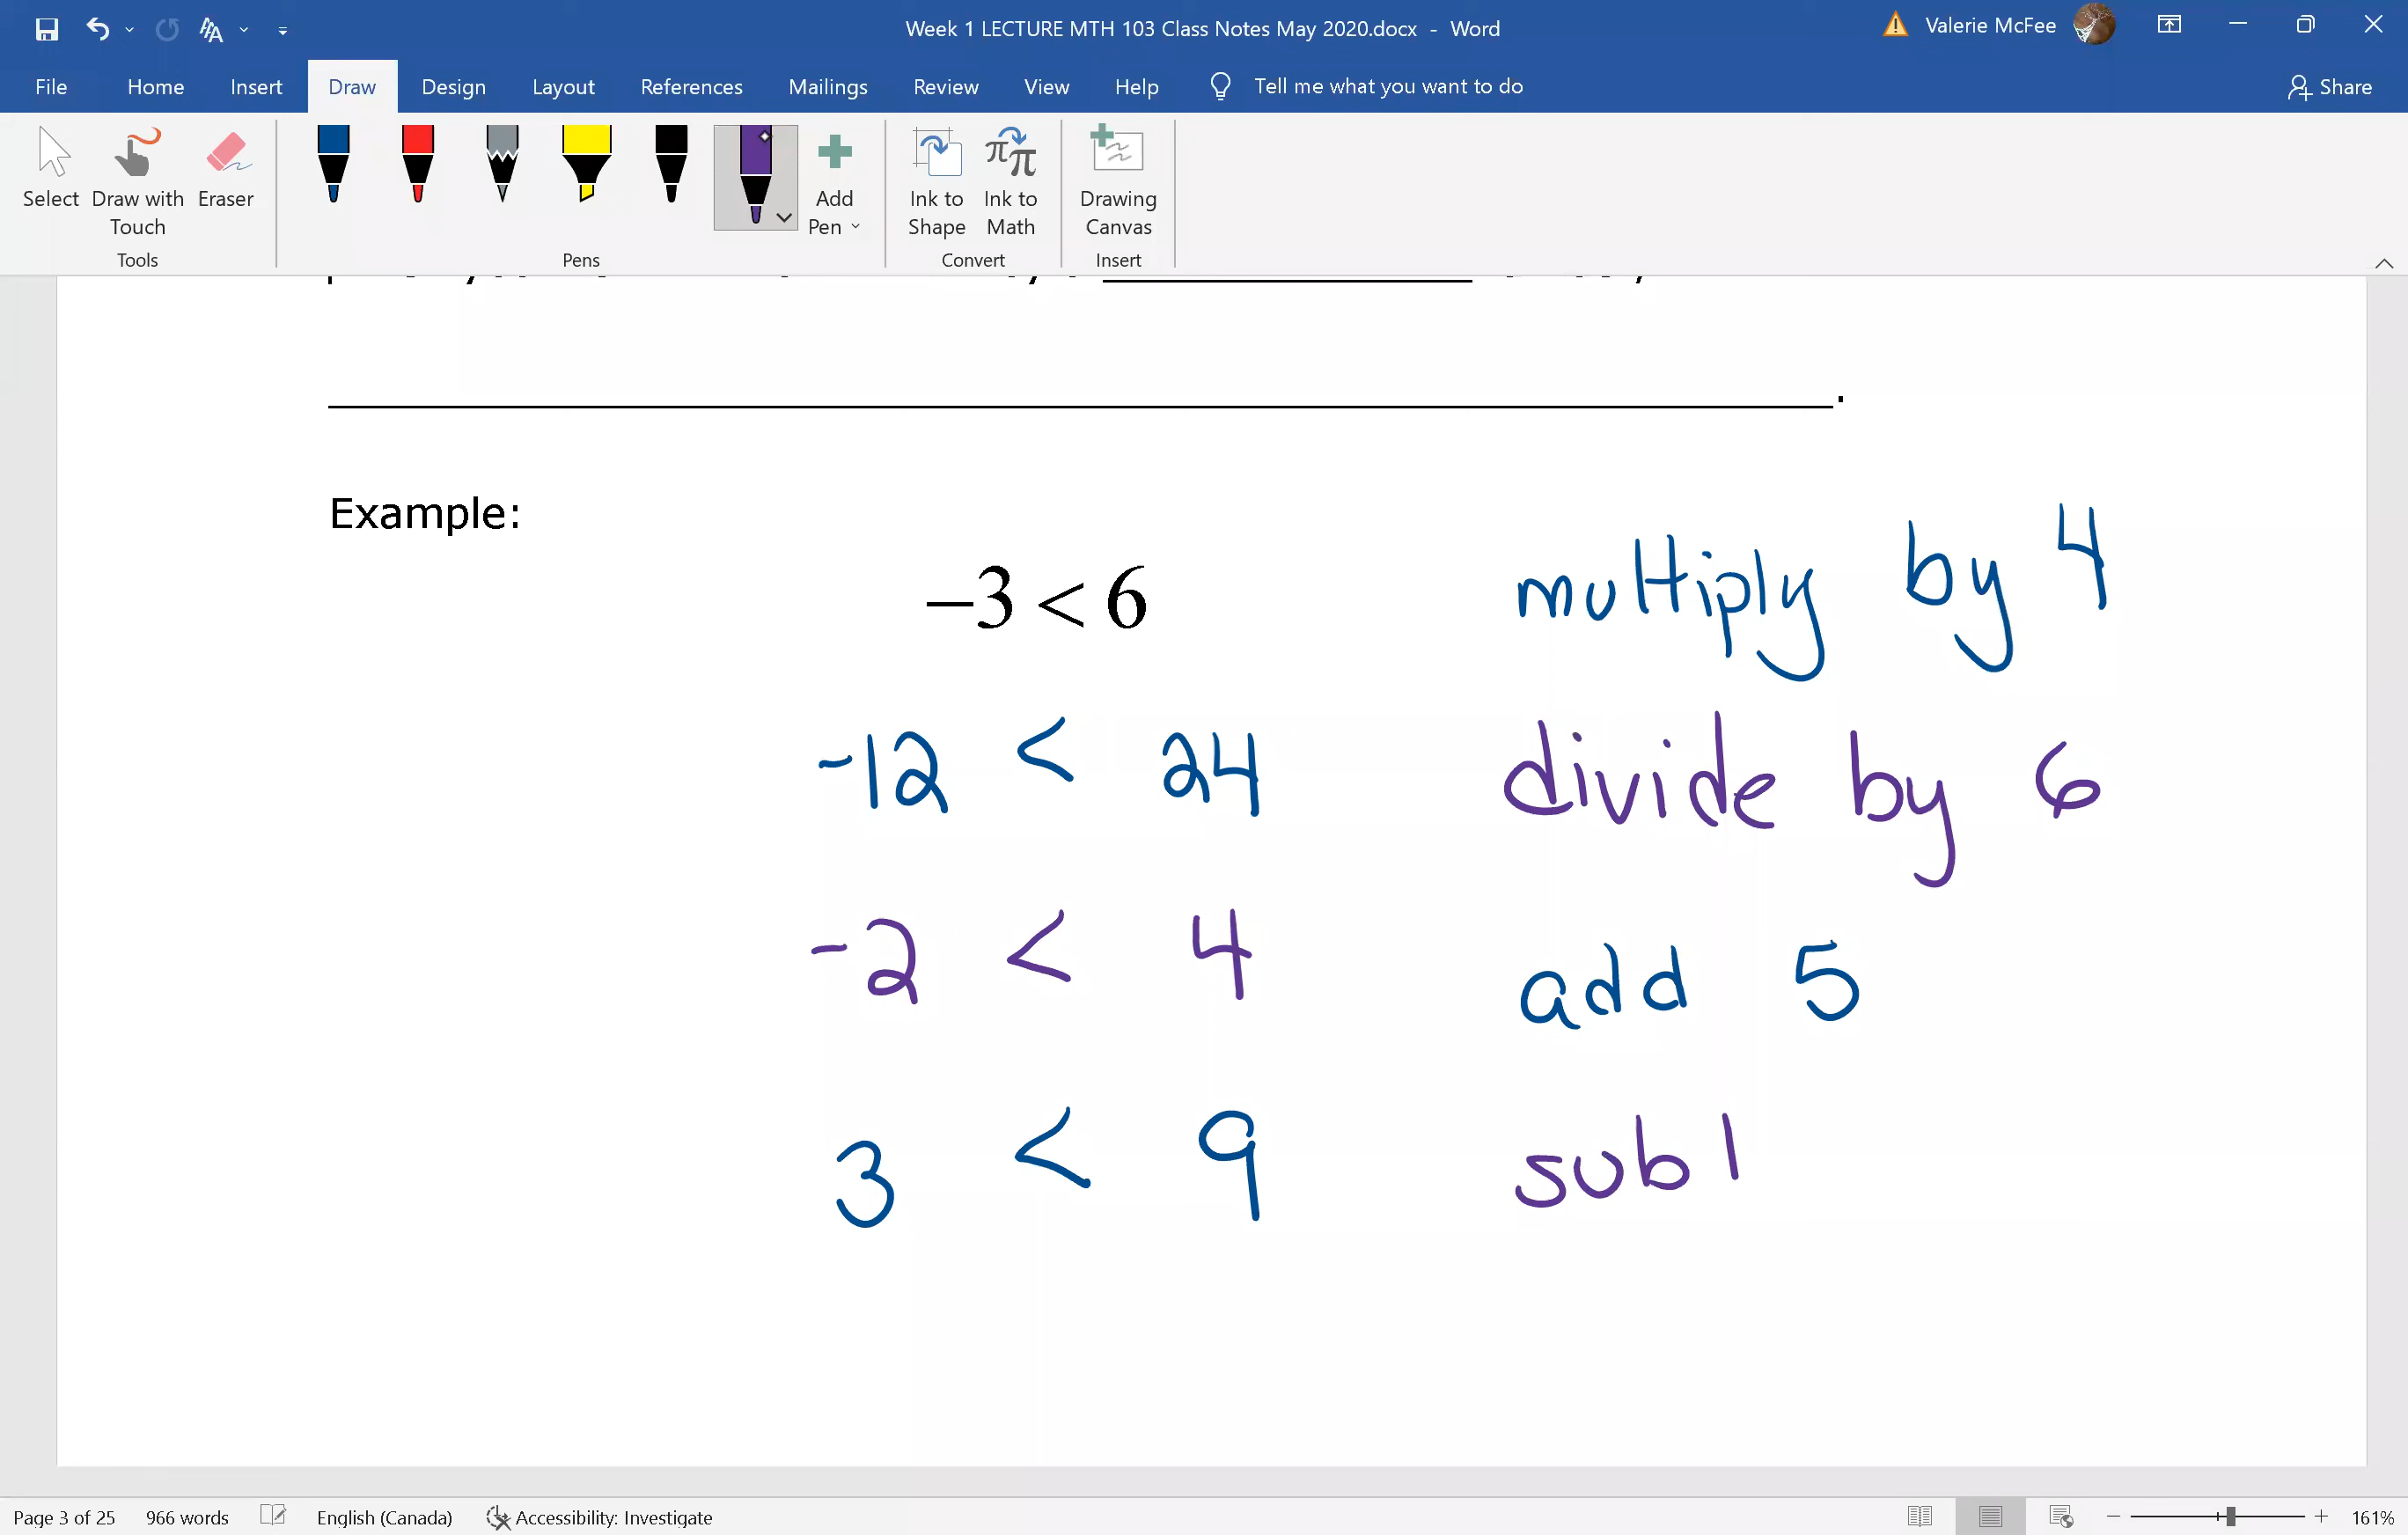 Week 1 LECTURE MTH 103 Class Notes May 2020.docx - Word
Valerie McFee
File Home Insert Draw Design Layout References Mailings Review View Help Tell me what you want to do Share
Select Draw with Touch Eraser Add Pen Ink to Shape Ink to Math Drawing Canvas
Tools Pens Convert Insert
Example:
−3 < 6 multiply by 4
-12 < 24 divide by 6
-2 < 4 add 5
3 < 9 sub 1
Page 3 of 25 966 words English (Canada) Accessibility: Investigate 161%